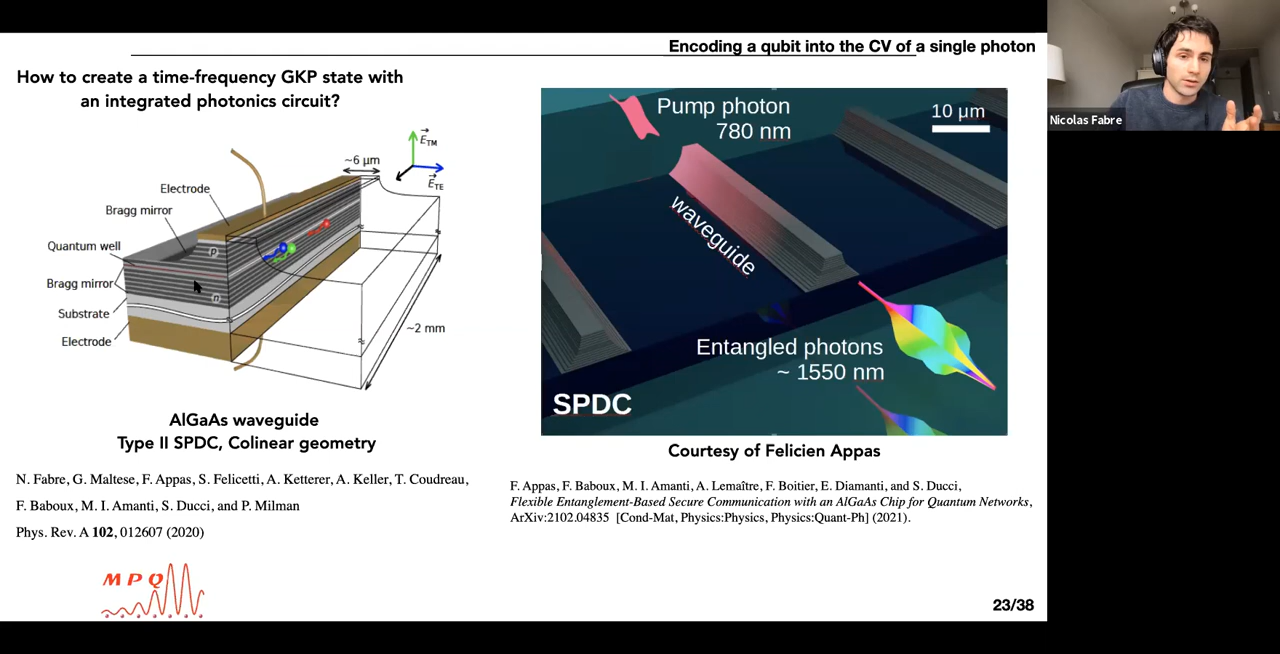 Encoding a qubit into the CV of a single photon
Nicolas Fabre
How to create a time-frequency GKP state with
an integrated photonics circuit?
~6 μm
E_TM
E_TE
Electrode
Bragg mirror
Quantum well
Bragg mirror
Substrate
Electrode
p
n
~2 mm
AlGaAs waveguide
Type II SPDC, Colinear geometry
N. Fabre, G. Maltese, F. Appas, S. Felicetti, A. Ketterer, A. Keller, T. Coudreau,
F. Baboux, M. I. Amanti, S. Ducci, and P. Milman
Phys. Rev. A 102, 012607 (2020)
MPQ
Pump photon
780 nm
10 μm
waveguide
Entangled photons
~ 1550 nm
SPDC
Courtesy of Felicien Appas
F. Appas, F. Baboux, M. I. Amanti, A. Lemaître, F. Boitier, E. Diamanti, and S. Ducci,
Flexible Entanglement-Based Secure Communication with an AlGaAs Chip for Quantum Networks,
ArXiv:2102.04835 [Cond-Mat, Physics:Physics, Physics:Quant-Ph] (2021).
23/38